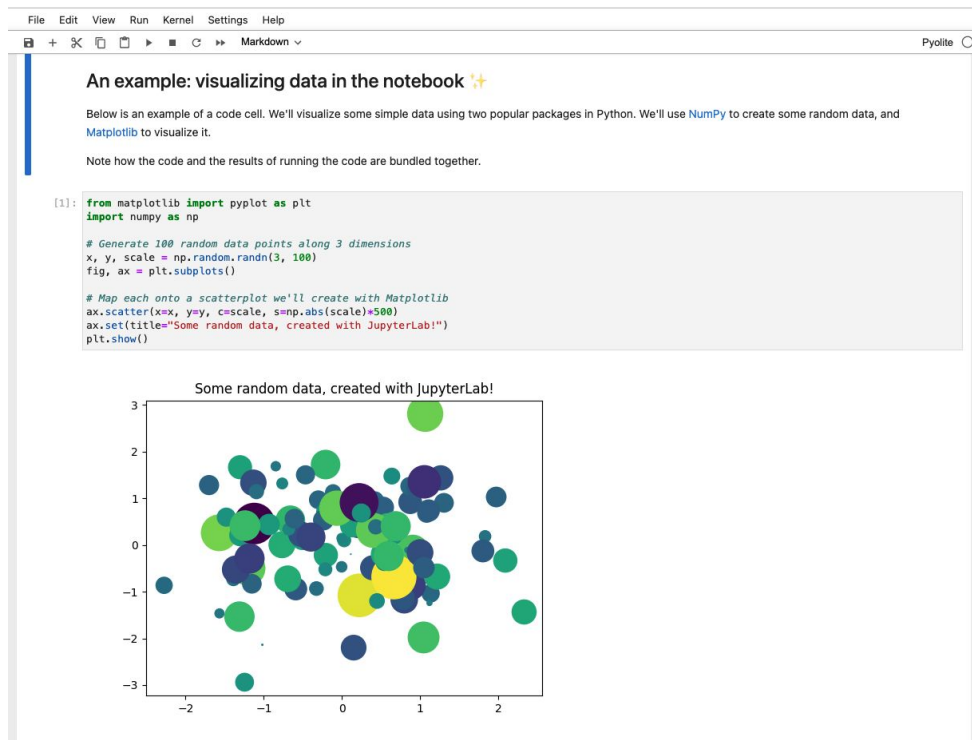 File Edit View Run Kernel Settings Help
Markdown
Pyolite
An example: visualizing data in the notebook ✨
Below is an example of a code cell. We'll visualize some simple data using two popular packages in Python. We'll use NumPy to create some random data, and
Matplotlib to visualize it.
Note how the code and the results of running the code are bundled together.
[1]: from matplotlib import pyplot as plt
import numpy as np
# Generate 100 random data points along 3 dimensions
x, y, scale = np.random.randn(3, 100)
fig, ax = plt.subplots()
# Map each onto a scatterplot we'll create with Matplotlib
ax.scatter(x=x, y=y, c=scale, s=np.abs(scale)*500)
ax.set(title="Some random data, created with JupyterLab!")
plt.show()
Some random data, created with JupyterLab!
3
2
1
0
−1
−2
−3
−2 −1 0 1 2